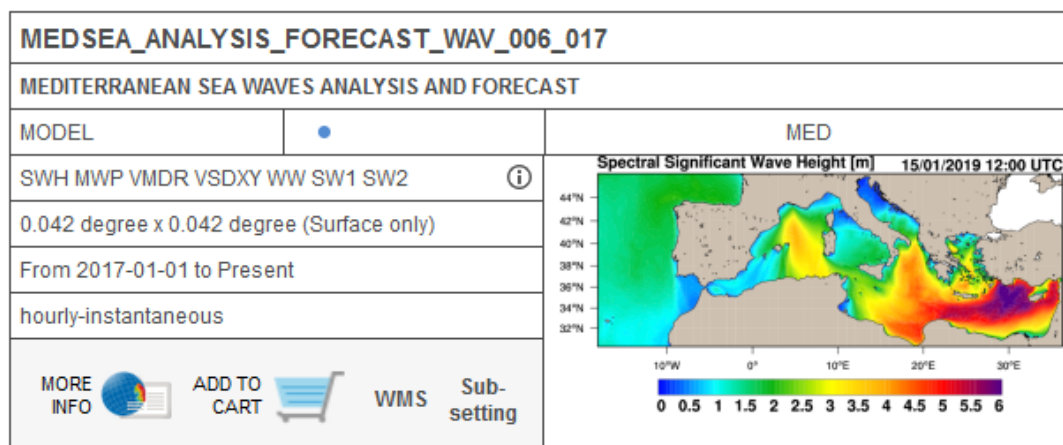 MEDSEA_ANALYSIS_FORECAST_WAV_006_017
MEDITERRANEAN SEA WAVES ANALYSIS AND FORECAST
MODEL
MED
SWH MWP VMDR VSDXY WW SW1 SW2
0.042 degree x 0.042 degree (Surface only)
From 2017-01-01 to Present
hourly-instantaneous
MORE
INFO
ADD TO
CART
WMS
Sub-
setting
Spectral Significant Wave Height [m] 15/01/2019 12:00 UTC
44°N
42°N
40°N
38°N
36°N
34°N
32°N
10°W 0° 10°E 20°E 30°E
0 0.5 1 1.5 2 2.5 3 3.5 4 4.5 5 5.5 6